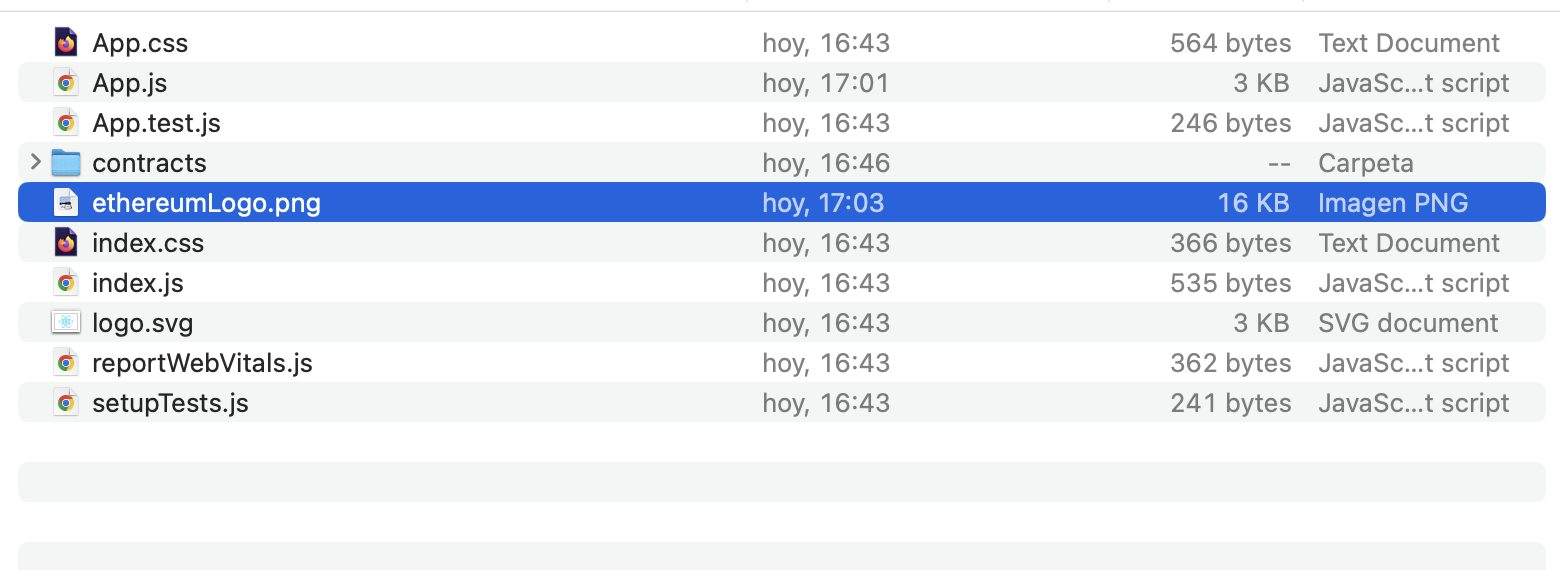 App.css hoy, 16:43 564 bytes Text Document
App.js hoy, 17:01 3 KB JavaSc...t script
App.test.js hoy, 16:43 246 bytes JavaSc...t script
contracts hoy, 16:46 -- Carpeta
ethereumLogo.png hoy, 17:03 16 KB Imagen PNG
index.css hoy, 16:43 366 bytes Text Document
index.js hoy, 16:43 535 bytes JavaSc...t script
logo.svg hoy, 16:43 3 KB SVG document
reportWebVitals.js hoy, 16:43 362 bytes JavaSc...t script
setupTests.js hoy, 16:43 241 bytes JavaSc...t script